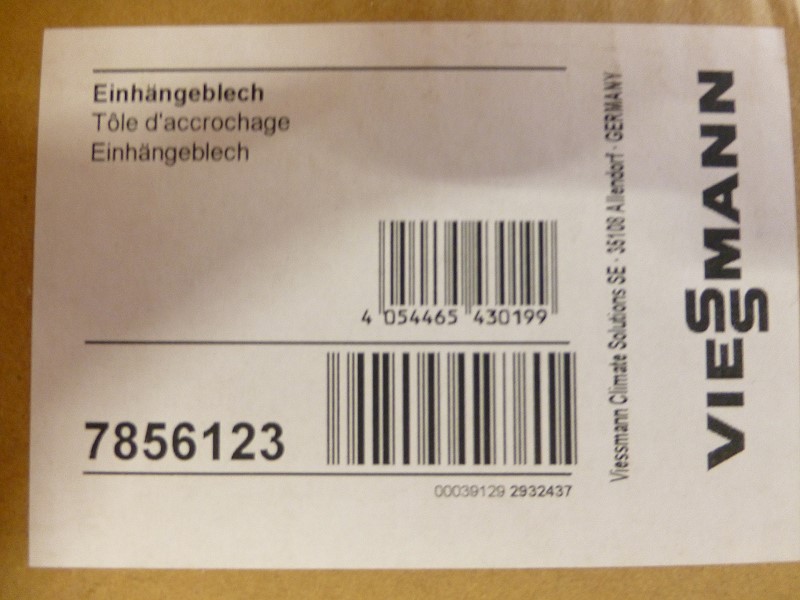 Einhängeblech
Tôle d'accrochage
Einhängeblech
4 054465 430199
7856123
00039129 2932437
Viessmann Climate Solutions SE · 35108 Allendorf · GERMANY
VIESSMANN